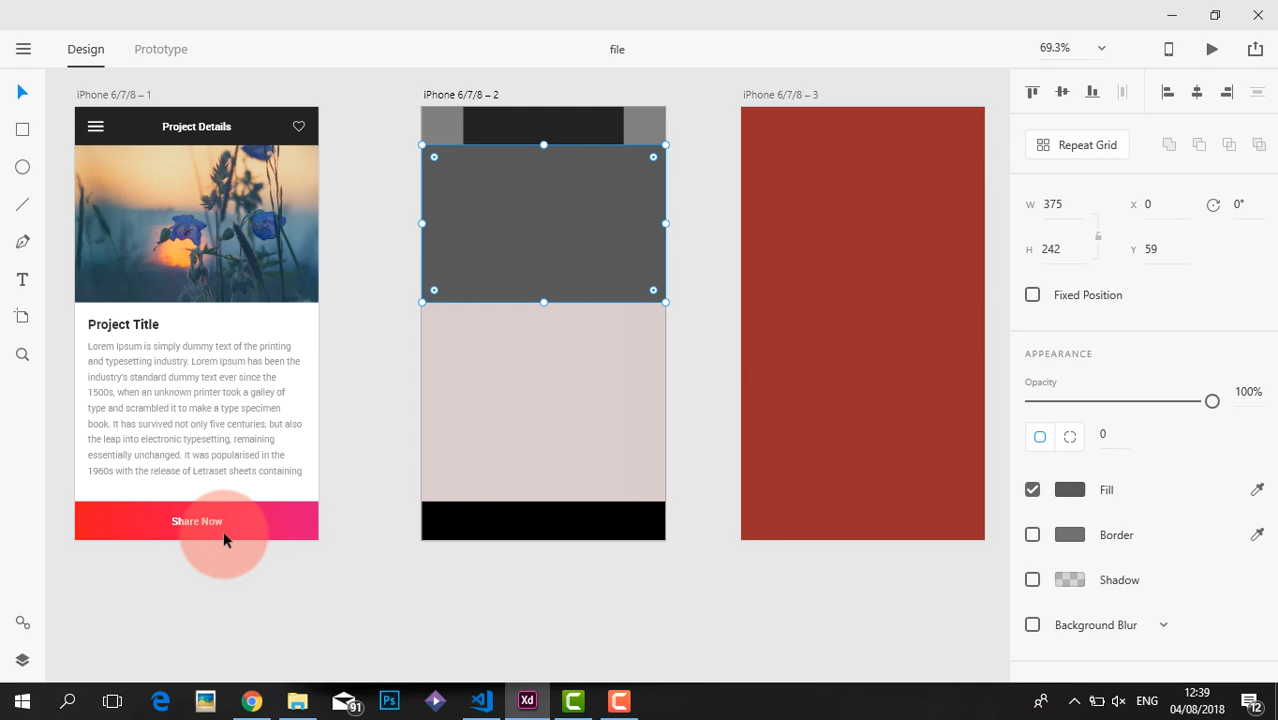 Design
Prototype
file
69.3%
iPhone 6/7/8 – 1
iPhone 6/7/8 – 2
iPhone 6/7/8 – 3
Project Details
Project Title
Lorem Ipsum is simply dummy text of the printing
and typesetting industry. Lorem Ipsum has been the
industry's standard dummy text ever since the
1500s, when an unknown printer took a galley of
type and scrambled it to make a type specimen
book. It has survived not only five centuries, but also
the leap into electronic typesetting, remaining
essentially unchanged. It was popularised in the
1960s with the release of Letraset sheets containing
Share Now
Repeat Grid
W 375
X 0
0°
H 242
Y 59
Fixed Position
APPEARANCE
Opacity
100%
0
Fill
Border
Shadow
Background Blur
T
91
Ps
Xd
ENG
12:39
04/08/2018
12